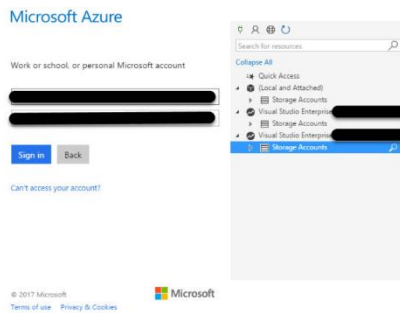 Microsoft Azure
Work or school, or personal Microsoft account
Sign in
Back
Can't access your account?
© 2017 Microsoft
Microsoft
Terms of use
Privacy & Cookies
Search for resources
Collapse All
Quick Access
(Local and Attached)
Storage Accounts
Visual Studio Enterprise
Storage Accounts
Visual Studio Enterprise
Storage Accounts